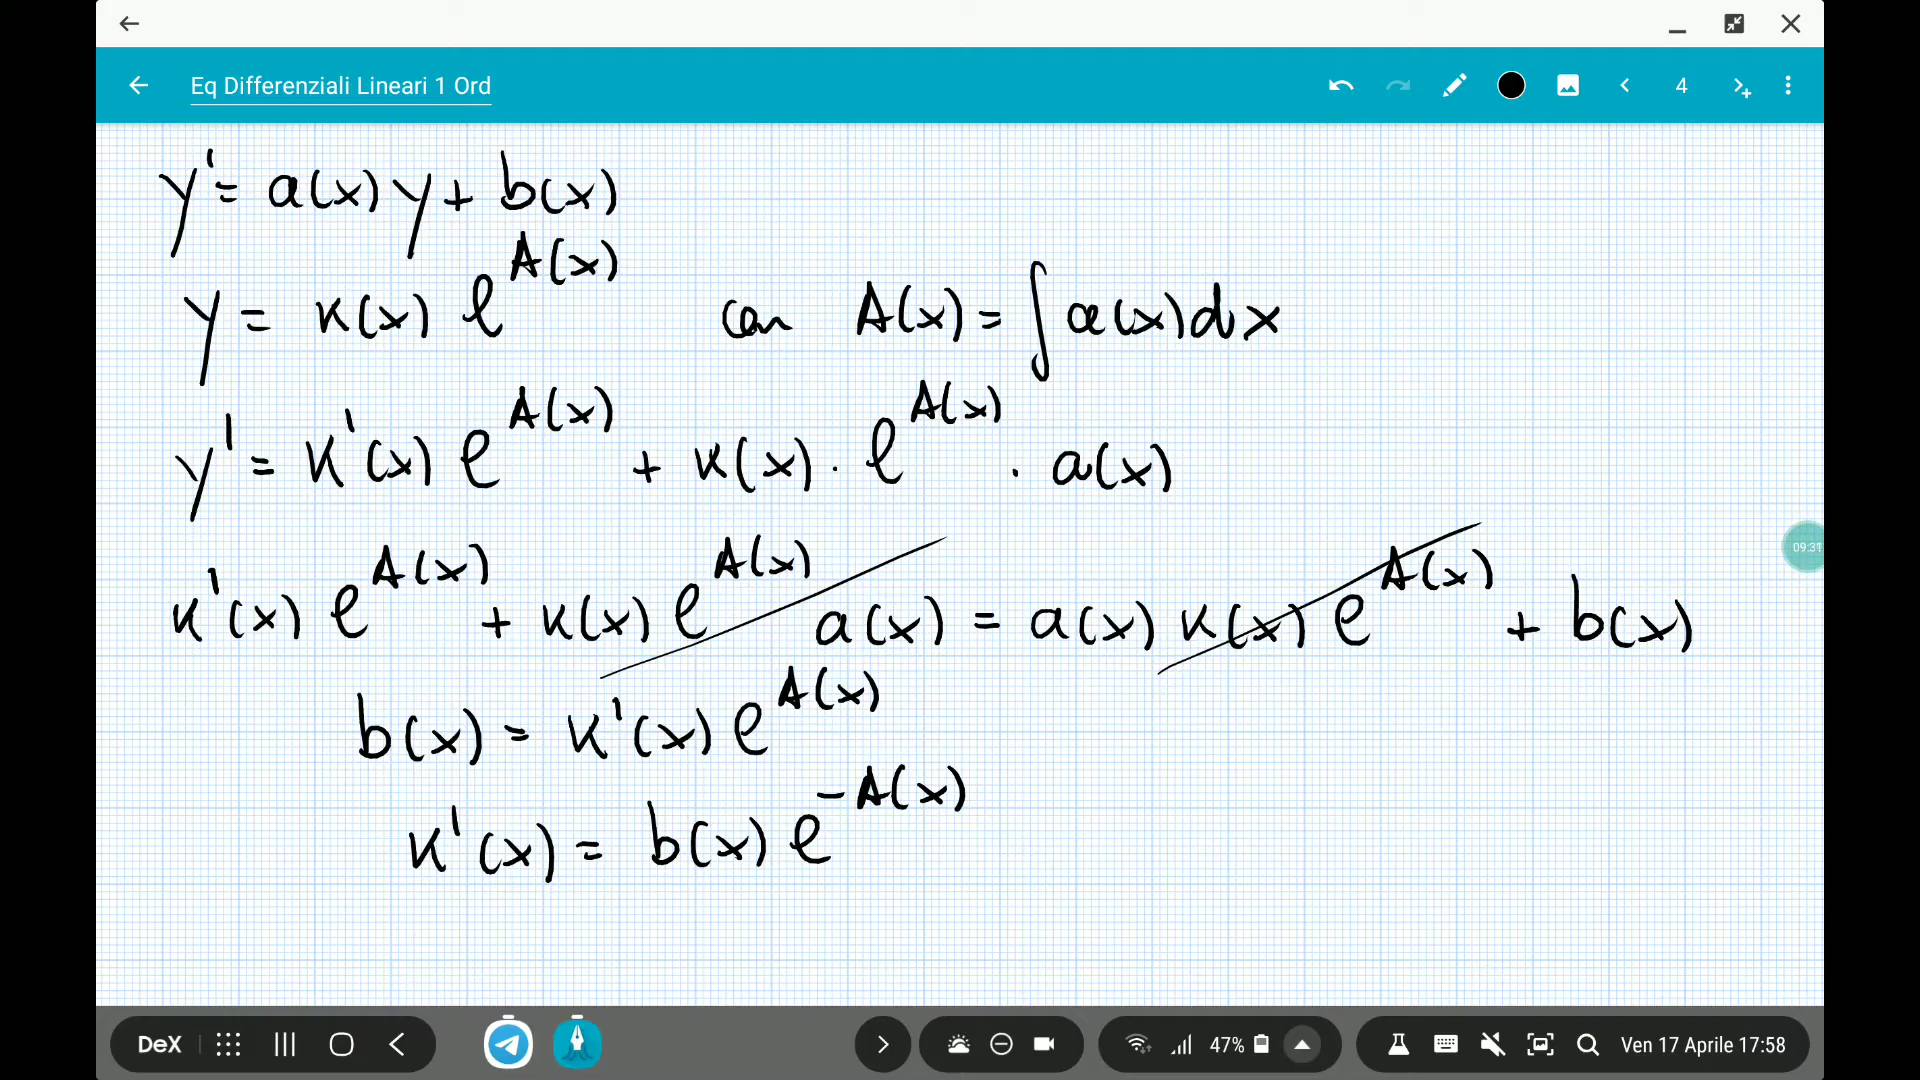 Eq Differenziali Lineari 1 Ord
4
y' = a(x) y + b(x)
y = K(x) e^{A(x)} con A(x) = ∫ a(x) dx
y' = K'(x) e^{A(x)} + K(x) · e^{A(x)} · a(x)
09:31
K'(x) e^{A(x)} + K(x) e^{A(x)} a(x) = a(x) K(x) e^{A(x)} + b(x)
b(x) = K'(x) e^{A(x)}
K'(x) = b(x) e^{-A(x)}
DeX
47%
Ven 17 Aprile 17:58